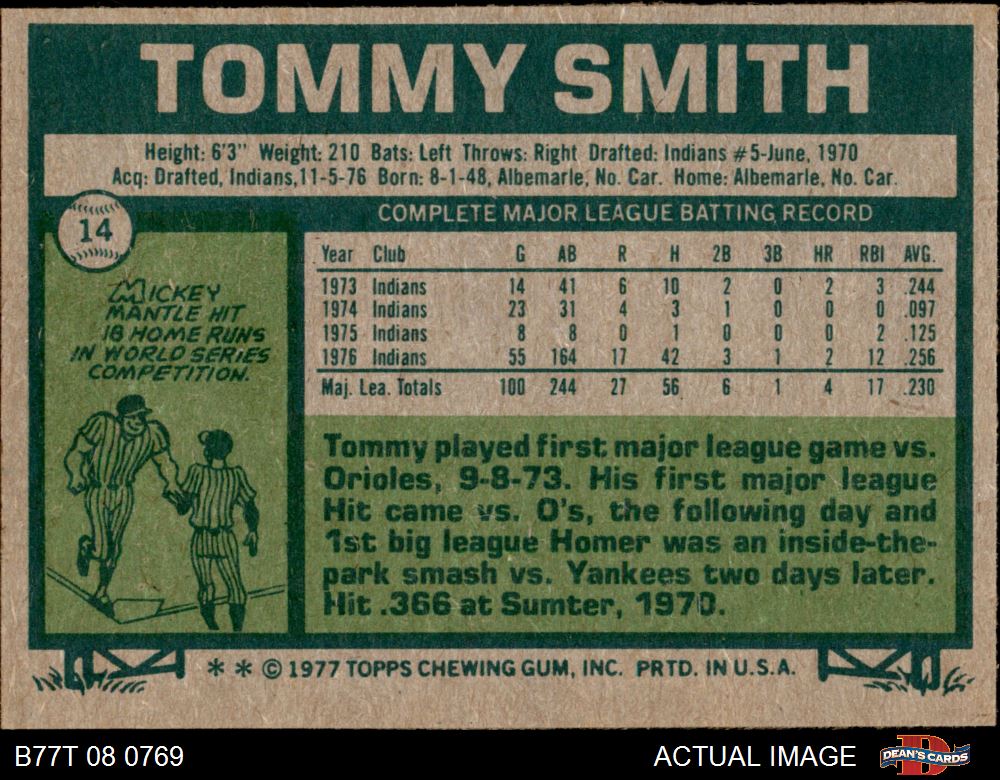 TOMMY SMITH
Height: 6'3" Weight: 210 Bats: Left Throws: Right Drafted: Indians #5-June, 1970
Acq: Drafted, Indians,11-5-76 Born: 8-1-48, Albemarle, No. Car. Home: Albemarle, No. Car.
14
COMPLETE MAJOR LEAGUE BATTING RECORD
Year Club G AB R H 2B 3B HR RBI AVG.
1973 Indians 14 41 6 10 2 0 2 3 .244
1974 Indians 23 31 4 3 1 0 0 0 .097
1975 Indians 8 8 0 1 0 0 0 2 .125
1976 Indians 55 164 17 42 3 1 2 12 .256
Maj. Lea. Totals 100 244 27 56 6 1 4 17 .230
MICKEY
MANTLE HIT
18 HOME RUNS
IN WORLD SERIES
COMPETITION.
Tommy played first major league game vs.
Orioles, 9-8-73. His first major league
Hit came vs. O's, the following day and
1st big league Homer was an inside-the-
park smash vs. Yankees two days later.
Hit .366 at Sumter, 1970.
* * © 1977 TOPPS CHEWING GUM, INC. PRTD. IN U.S.A.
B77T 08 0769
ACTUAL IMAGE
D
DEAN'S CARDS